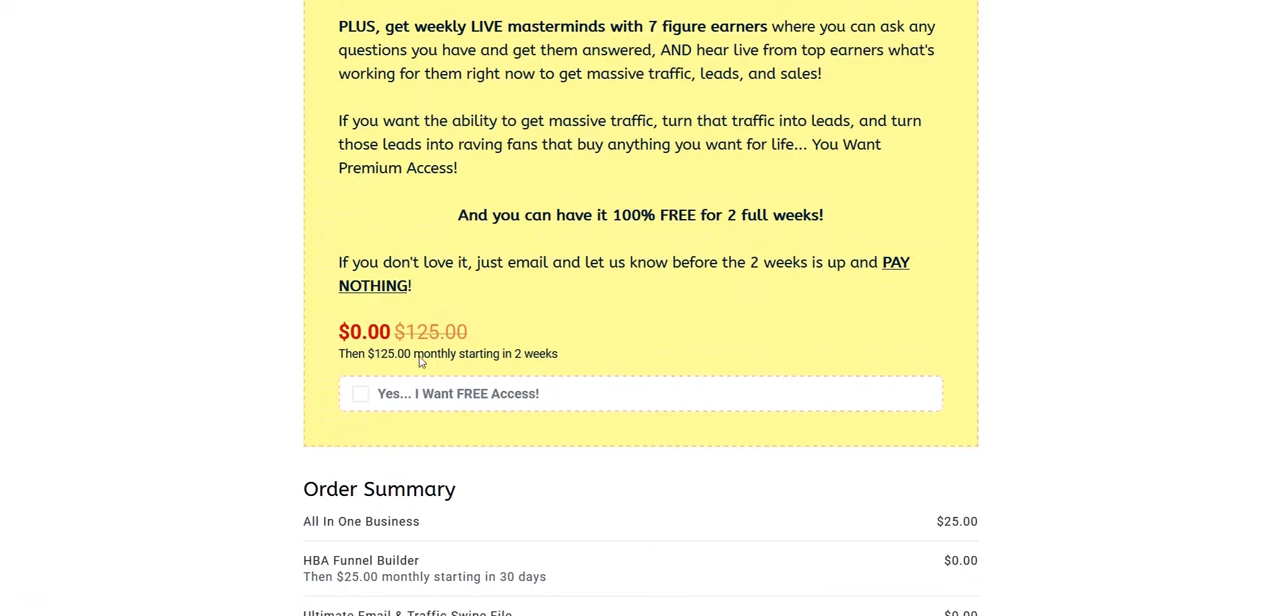 PLUS, get weekly LIVE masterminds with 7 figure earners where you can ask any
questions you have and get them answered, AND hear live from top earners what's
working for them right now to get massive traffic, leads, and sales!
If you want the ability to get massive traffic, turn that traffic into leads, and turn
those leads into raving fans that buy anything you want for life... You Want
Premium Access!
And you can have it 100% FREE for 2 full weeks!
If you don't love it, just email and let us know before the 2 weeks is up and PAY
NOTHING!
$0.00 $125.00
Then $125.00 monthly starting in 2 weeks
Yes... I Want FREE Access!
Order Summary
All In One Business $25.00
HBA Funnel Builder $0.00
Then $25.00 monthly starting in 30 days
Ultimate Email & Traffic Swipe File $0.00